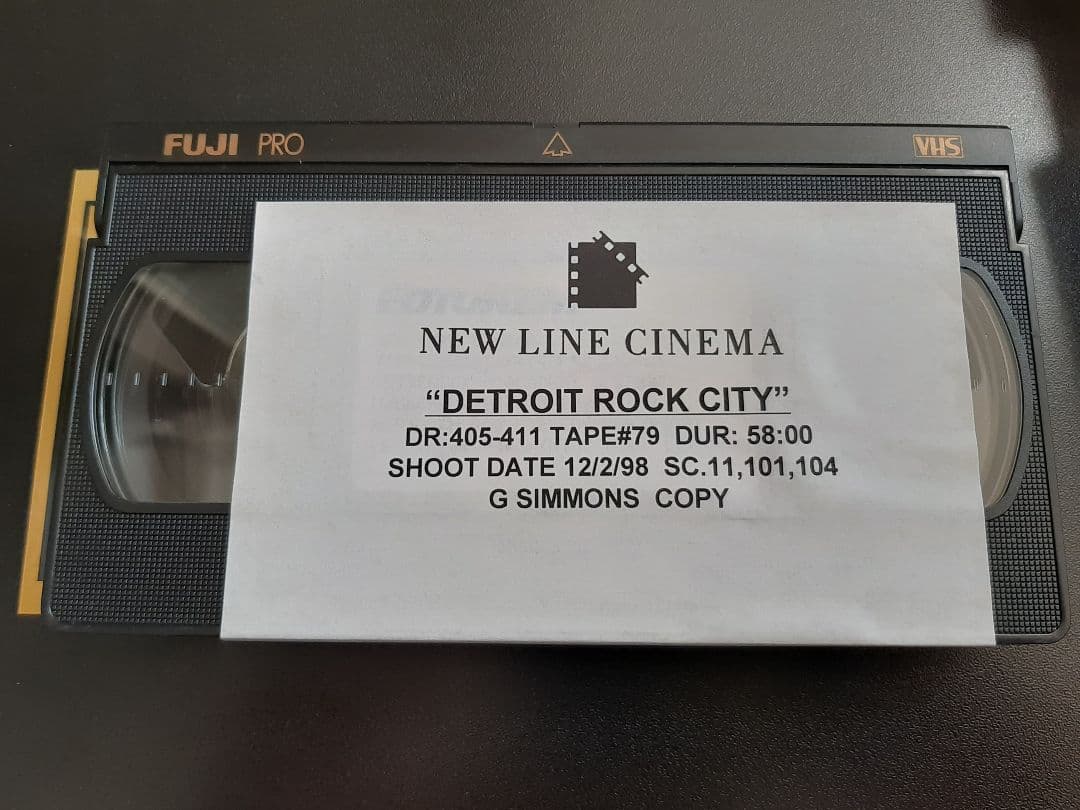 FUJI PRO
VHS
NEW LINE CINEMA
“DETROIT ROCK CITY”
DR:405-411 TAPE#79 DUR: 58:00
SHOOT DATE 12/2/98 SC.11,101,104
G SIMMONS COPY